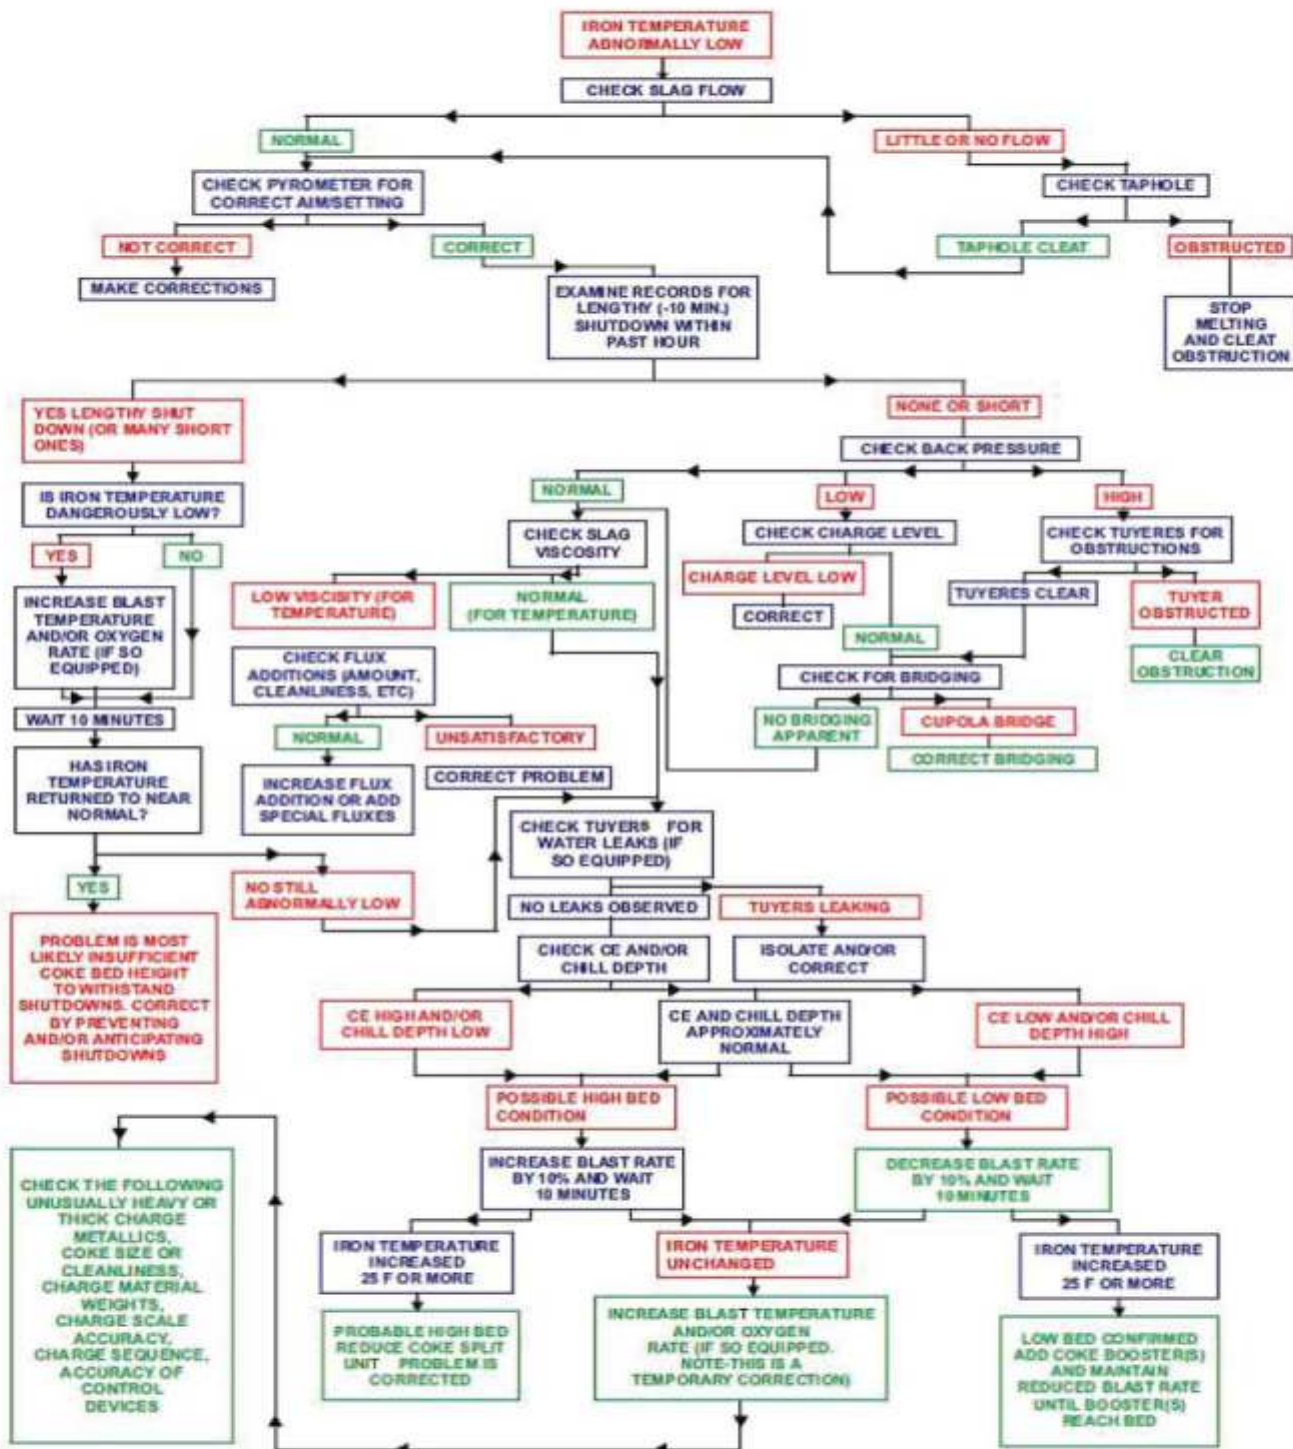 IRON TEMPERATURE
ABNORMALLY LOW
CHECK SLAG FLOW
NORMAL
LITTLE OR NO FLOW
CHECK PYROMETER FOR
CORRECT AIM/SETTING
CHECK TAPHOLE
NOT CORRECT
CORRECT
TAPHOLE CLEAT
OBSTRUCTED
MAKE CORRECTIONS
EXAMINE RECORDS FOR
LENGTHY (-10 MIN.)
SHUTDOWN WITHIN
PAST HOUR
STOP
MELTING
AND CLEAT
OBSTRUCTION
YES LENGTHY SHUT
DOWN (OR MANY SHORT
ONES)
NONE OR SHORT
CHECK BACK PRESSURE
IS IRON TEMPERATURE
DANGEROUSLY LOW?
NORMAL
LOW
HIGH
CHECK SLAG
VISCOSITY
CHECK CHARGE LEVEL
CHECK TUYERES FOR
OBSTRUCTIONS
YES
NO
CHARGE LEVEL LOW
CORRECT
TUYERES CLEAR
TUYER
OBSTRUCTED
LOW VISCITY (FOR
TEMPERATURE)
NORMAL
(FOR TEMPERATURE)
INCREASE BLAST
TEMPERATURE
AND/OR OXYGEN
RATE (IF SO
EQUIPPED)
NORMAL
CLEAR
OBSTRUCTION
CHECK FLUX
ADDITIONS (AMOUNT,
CLEANLINESS, ETC)
CHECK FOR BRIDGING
WAIT 10 MINUTES
NORMAL
UNSATISFACTORY
NO BRIDGING
APPARENT
CUPOLA BRIDGE
CORRECT BRIDGING
HAS IRON
TEMPERATURE
RETURNED TO NEAR
NORMAL?
INCREASE FLUX
ADDITION OR ADD
SPECIAL FLUXES
CORRECT PROBLEM
CHECK TUYERS FOR
WATER LEAKS (IF
SO EQUIPPED)
YES
NO STILL
ABNORMALLY LOW
NO LEAKS OBSERVED
TUYERS LEAKING
PROBLEM IS MOST
LIKELY INSUFFICIENT
COKE BED HEIGHT
TO WITHSTAND
SHUTDOWNS. CORRECT
BY PREVENTING
AND/OR ANTICIPATING
SHUTDOWNS
CHECK CE AND/OR
CHILL DEPTH
ISOLATE AND/OR
CORRECT
CE HIGH AND/OR
CHILL DEPTH LOW
CE AND CHILL DEPTH
APPROXIMATELY
NORMAL
CE LOW AND/OR CHILL
DEPTH HIGH
POSSIBLE HIGH BED
CONDITION
POSSIBLE LOW BED
CONDITION
CHECK THE FOLLOWING
UNUSUALLY HEAVY OR
THICK CHARGE
METALLICS,
COKE SIZE OR
CLEANLINESS,
CHARGE MATERIAL
WEIGHTS,
CHARGE SCALE
ACCURACY,
CHARGE SEQUENCE,
ACCURACY OF
CONTROL
DEVICES
INCREASE BLAST RATE
BY 10% AND WAIT
10 MINUTES
DECREASE BLAST RATE
BY 10% AND WAIT
10 MINUTES
IRON TEMPERATURE
INCREASED
25 F OR MORE
IRON TEMPERATURE
UNCHANGED
IRON TEMPERATURE
INCREASED
25 F OR MORE
PROBABLE HIGH BED
REDUCE COKE SPLIT
UNIT PROBLEM IS
CORRECTED
INCREASE BLAST TEMPERATURE
AND/OR OXYGEN
RATE (IF SO EQUIPPED.
NOTE-THIS IS A
TEMPORARY CORRECTION)
LOW BED CONFIRMED
ADD COKE BOOSTER(S)
AND MAINTAIN
REDUCED BLAST RATE
UNTIL BOOSTER(S)
REACH BED